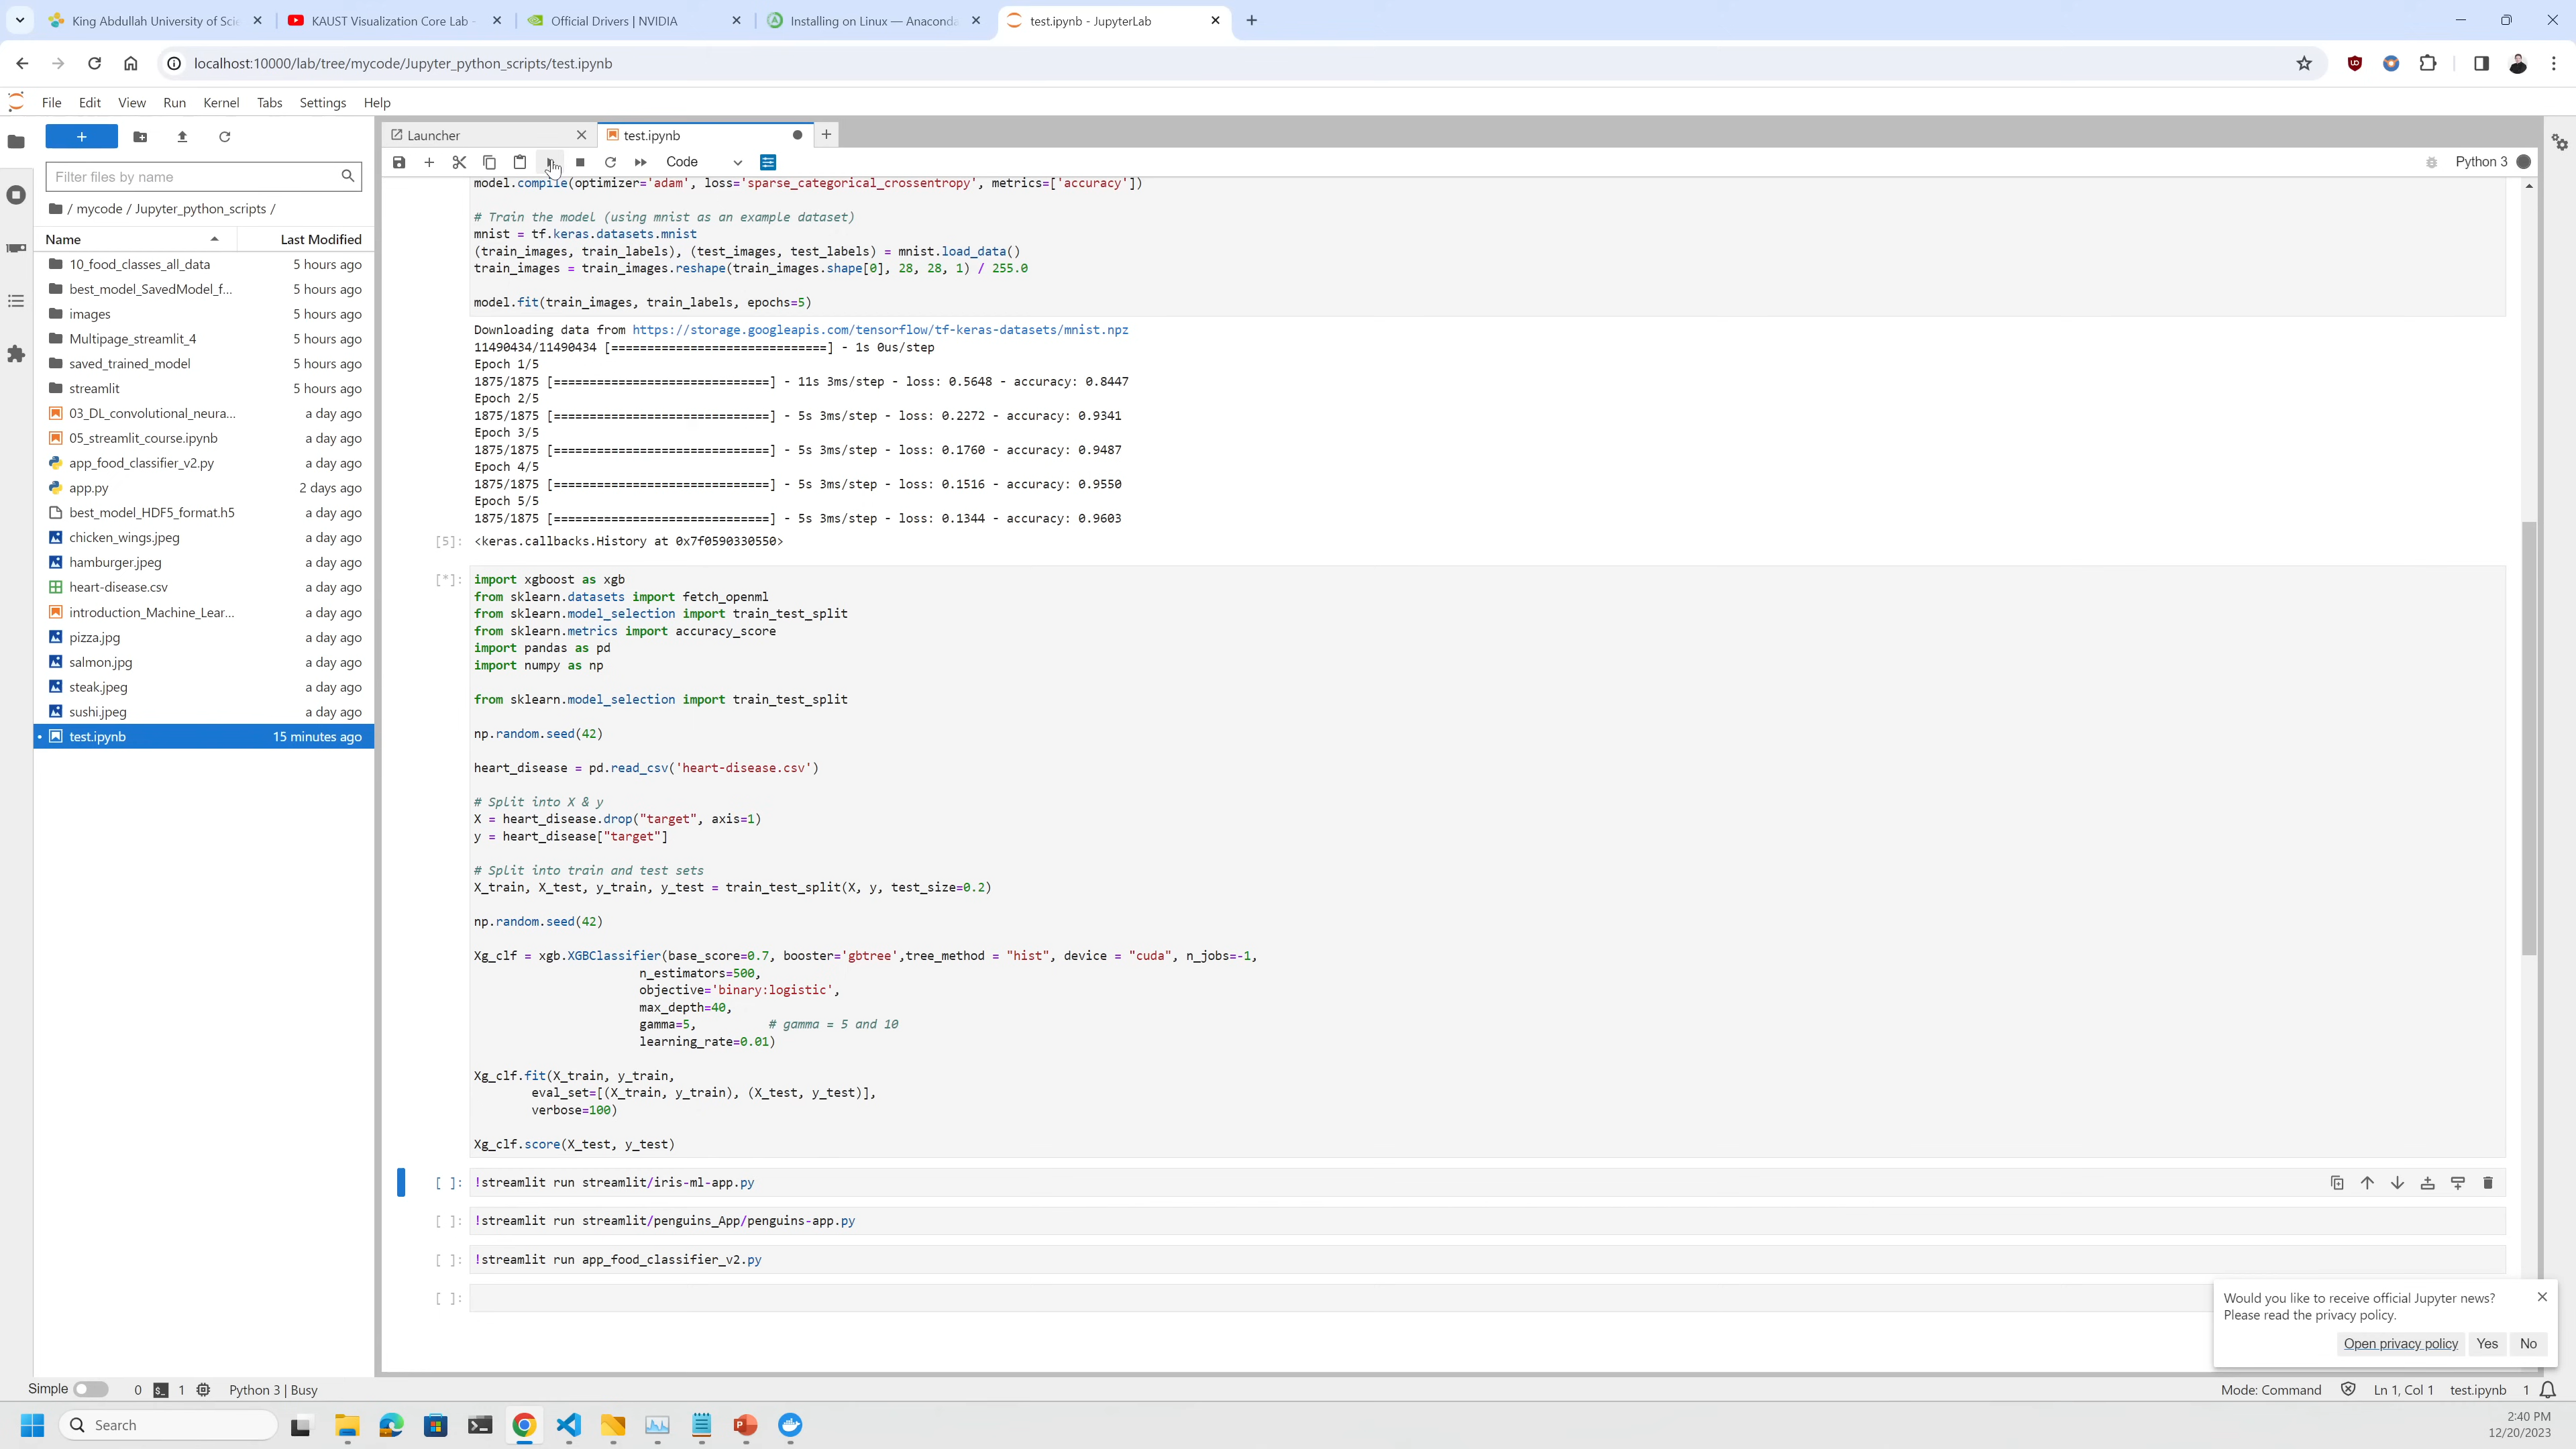 King Abdullah University of Scie
KAUST Visualization Core Lab -
Official Drivers | NVIDIA
Installing on Linux — Anaconda
test.ipynb - JupyterLab
localhost:10000/lab/tree/mycode/Jupyter_python_scripts/test.ipynb
File Edit View Run Kernel Tabs Settings Help
Filter files by name
/ mycode / Jupyter_python_scripts /
Name Last Modified
10_food_classes_all_data 5 hours ago
best_model_SavedModel_f... 5 hours ago
images 5 hours ago
Multipage_streamlit_4 5 hours ago
saved_trained_model 5 hours ago
streamlit 5 hours ago
03_DL_convolutional_neura... a day ago
05_streamlit_course.ipynb a day ago
app_food_classifier_v2.py a day ago
app.py 2 days ago
best_model_HDF5_format.h5 a day ago
chicken_wings.jpeg a day ago
hamburger.jpeg a day ago
heart-disease.csv a day ago
introduction_Machine_Lear... a day ago
pizza.jpg a day ago
salmon.jpg a day ago
steak.jpeg a day ago
sushi.jpeg a day ago
test.ipynb 15 minutes ago
Launcher test.ipynb
Code Python 3
model.compile(optimizer='adam', loss='sparse_categorical_crossentropy', metrics=['accuracy'])
# Train the model (using mnist as an example dataset)
mnist = tf.keras.datasets.mnist
(train_images, train_labels), (test_images, test_labels) = mnist.load_data()
train_images = train_images.reshape(train_images.shape[0], 28, 28, 1) / 255.0
model.fit(train_images, train_labels, epochs=5)
Downloading data from https://storage.googleapis.com/tensorflow/tf-keras-datasets/mnist.npz
11490434/11490434 [==============================] - 1s 0us/step
Epoch 1/5
1875/1875 [==============================] - 11s 3ms/step - loss: 0.5648 - accuracy: 0.8447
Epoch 2/5
1875/1875 [==============================] - 5s 3ms/step - loss: 0.2272 - accuracy: 0.9341
Epoch 3/5
1875/1875 [==============================] - 5s 3ms/step - loss: 0.1760 - accuracy: 0.9487
Epoch 4/5
1875/1875 [==============================] - 5s 3ms/step - loss: 0.1516 - accuracy: 0.9550
Epoch 5/5
1875/1875 [==============================] - 5s 3ms/step - loss: 0.1344 - accuracy: 0.9603
[5]: <keras.callbacks.History at 0x7f0590330550>
[*]: import xgboost as xgb
from sklearn.datasets import fetch_openml
from sklearn.model_selection import train_test_split
from sklearn.metrics import accuracy_score
import pandas as pd
import numpy as np
from sklearn.model_selection import train_test_split
np.random.seed(42)
heart_disease = pd.read_csv('heart-disease.csv')
# Split into X & y
X = heart_disease.drop("target", axis=1)
y = heart_disease["target"]
# Split into train and test sets
X_train, X_test, y_train, y_test = train_test_split(X, y, test_size=0.2)
np.random.seed(42)
Xg_clf = xgb.XGBClassifier(base_score=0.7, booster='gbtree',tree_method = "hist", device = "cuda", n_jobs=-1,
n_estimators=500,
objective='binary:logistic',
max_depth=40,
gamma=5, # gamma = 5 and 10
learning_rate=0.01)
Xg_clf.fit(X_train, y_train,
eval_set=[(X_train, y_train), (X_test, y_test)],
verbose=100)
Xg_clf.score(X_test, y_test)
[ ]: !streamlit run streamlit/iris-ml-app.py
[ ]: !streamlit run streamlit/penguins_App/penguins-app.py
[ ]: !streamlit run app_food_classifier_v2.py
[ ]:
Would you like to receive official Jupyter news?
Please read the privacy policy.
Open privacy policy Yes No
Simple 0 1 Python 3 | Busy Mode: Command Ln 1, Col 1 test.ipynb 1
Search
2:40 PM
12/20/2023